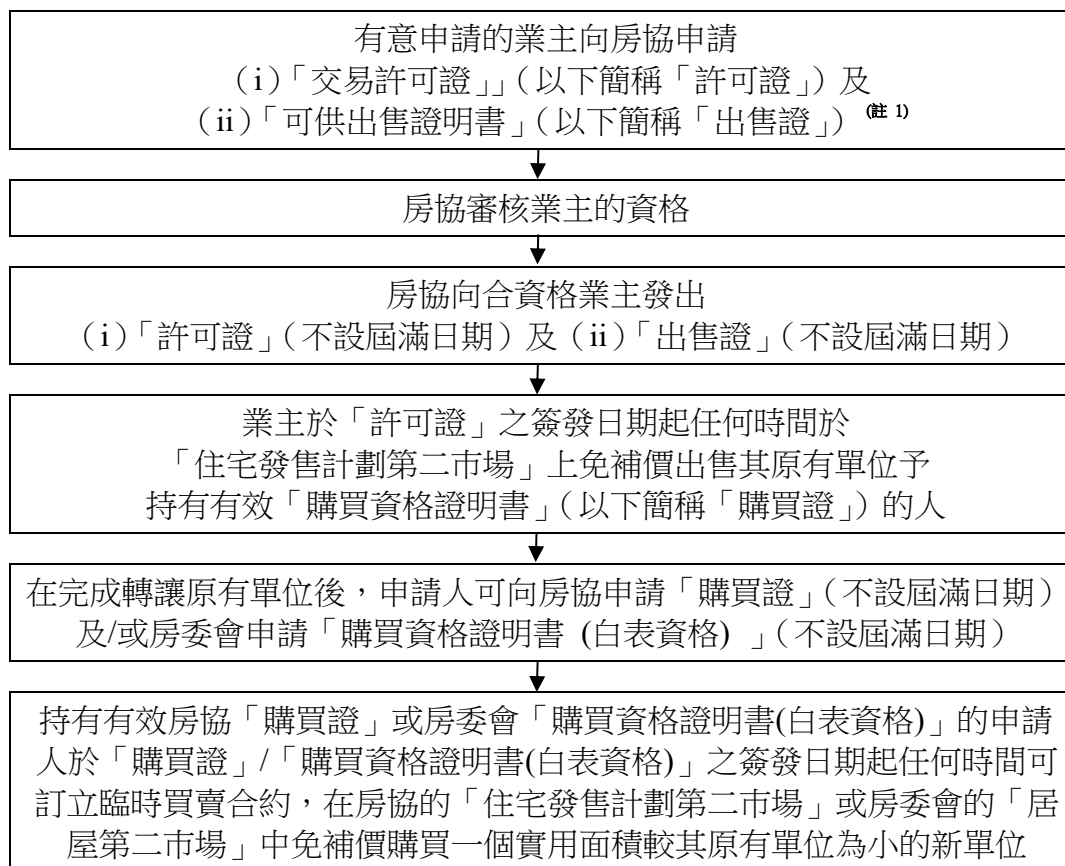 有意申請的業主向房協申請
（i）「交易許可證」」（以下簡稱「許可證」）及
（ii）「可供出售證明書」（以下簡稱「出售證」）(註 1)
房協審核業主的資格
房協向合資格業主發出
（i）「許可證」（不設屆滿日期）及（ii）「出售證」（不設屆滿日期）
業主於「許可證」之簽發日期起任何時間於
「住宅發售計劃第二市場」上免補價出售其原有單位予
持有有效「購買資格證明書」（以下簡稱「購買證」）的人
在完成轉讓原有單位後，申請人可向房協申請「購買證」（不設屆滿日期）
及/或房委會申請「購買資格證明書 (白表資格) 」（不設屆滿日期）
持有有效房協「購買證」或房委會「購買資格證明書(白表資格)」的申請
人於「購買證」/「購買資格證明書(白表資格)」之簽發日期起任何時間可
訂立臨時買賣合約，在房協的「住宅發售計劃第二市場」或房委會的「居
屋第二市場」中免補價購買一個實用面積較其原有單位為小的新單位